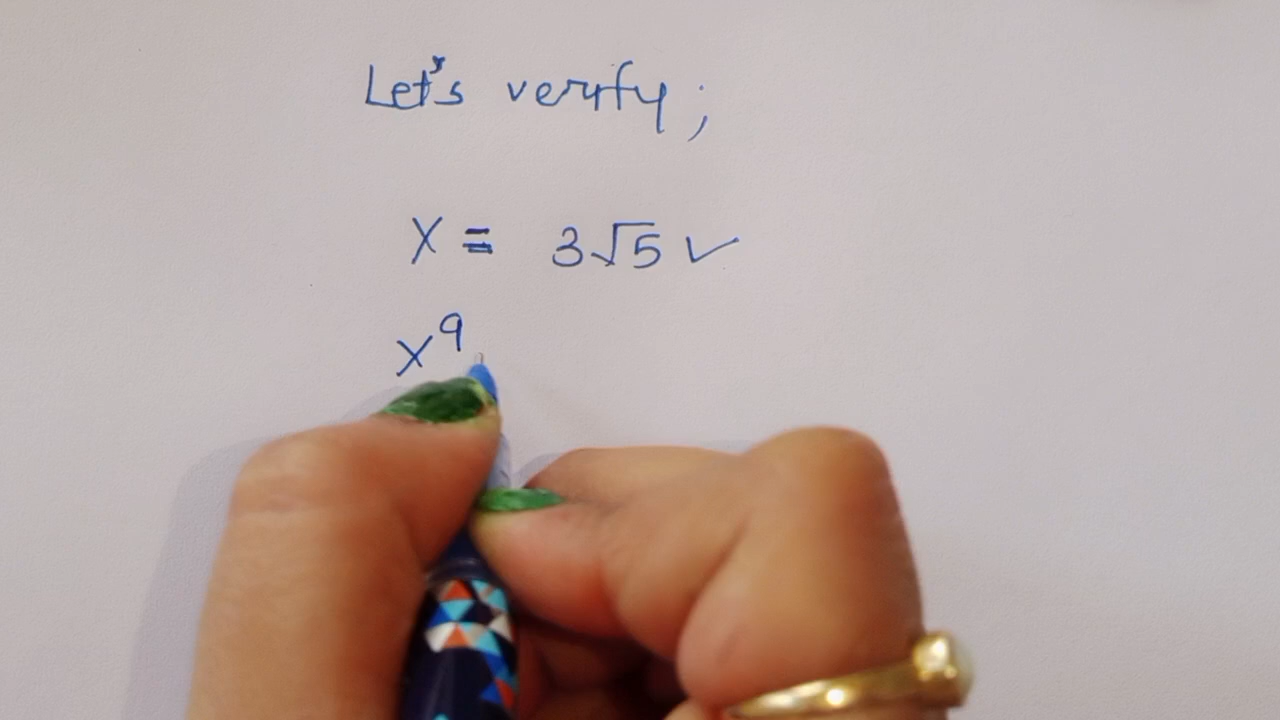 Let's verify;
X = 3√5 ✓
x⁹